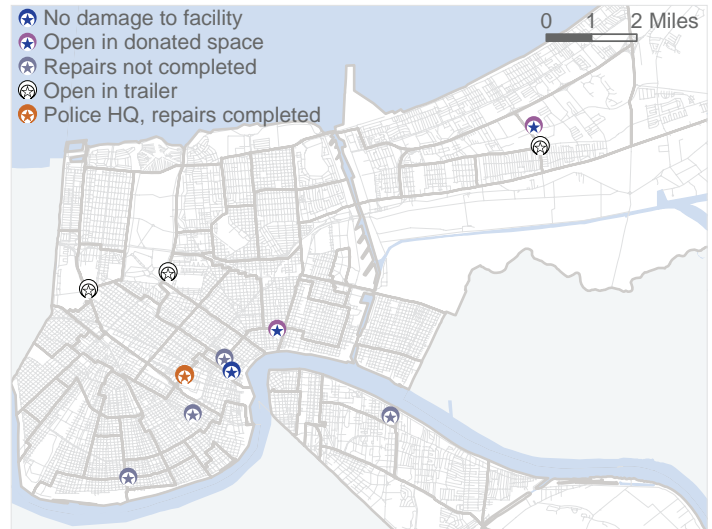 No damage to facility
Open in donated space
Repairs not completed
Open in trailer
Police HQ, repairs completed
0 1 2 Miles